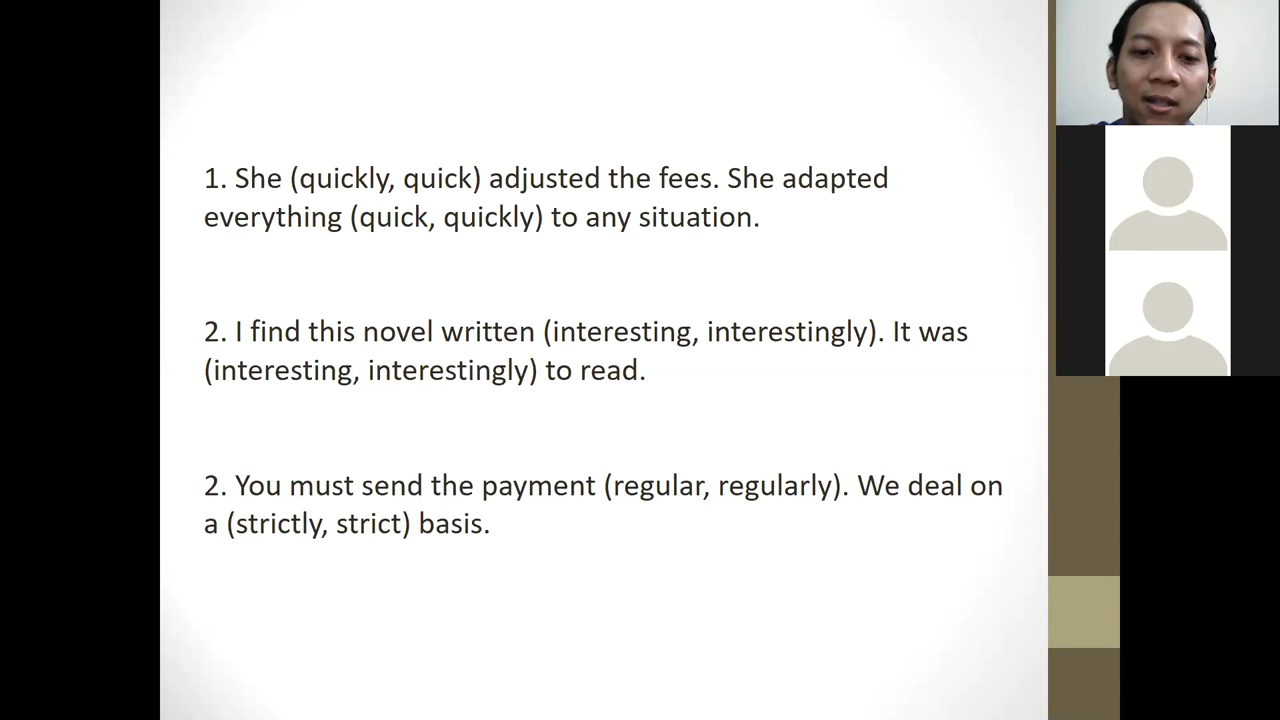 1. She (quickly, quick) adjusted the fees. She adapted
everything (quick, quickly) to any situation.
2. I find this novel written (interesting, interestingly). It was
(interesting, interestingly) to read.
2. You must send the payment (regular, regularly). We deal on
a (strictly, strict) basis.